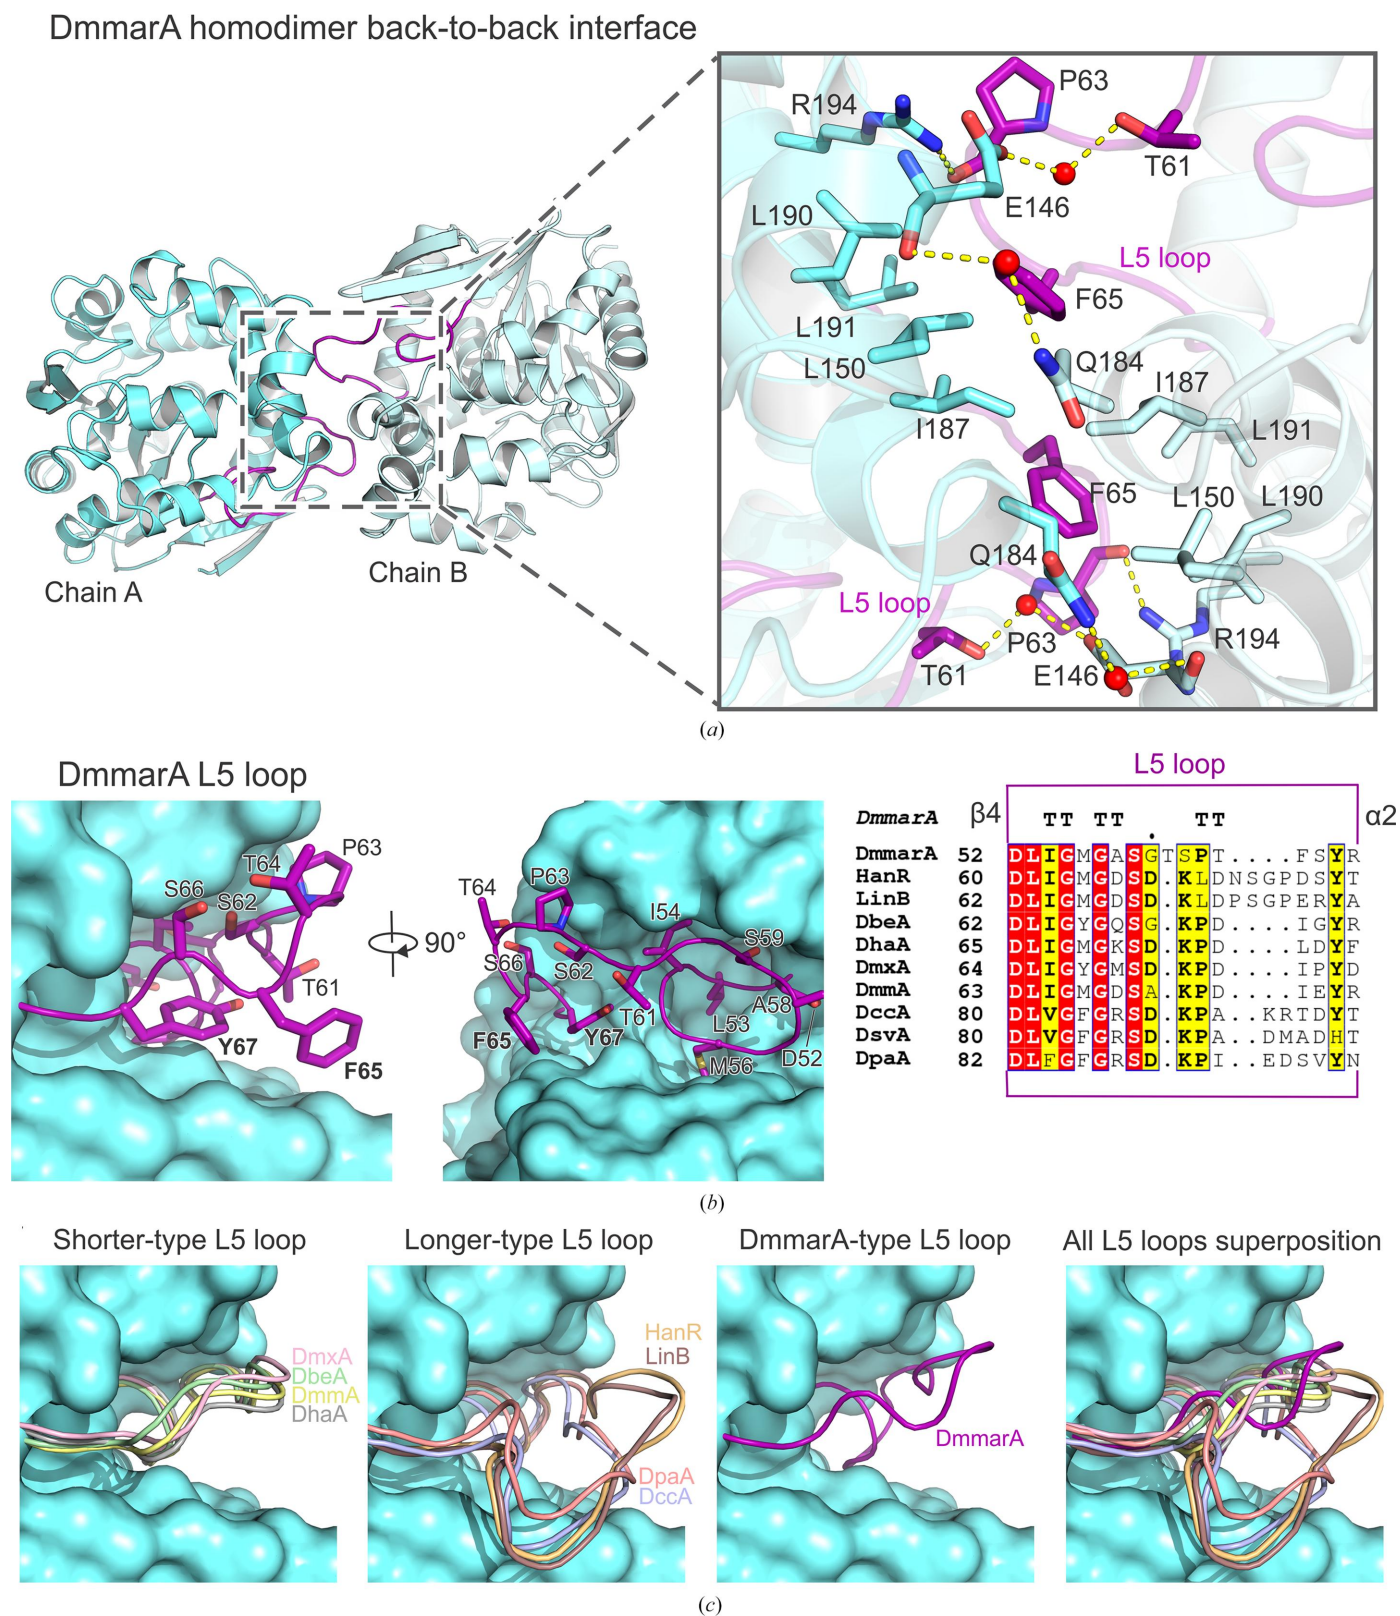 DmmarA homodimer back-to-back interface
P63
R194
T61
E146
L190
L5 loop
F65
L191
Q184
L150
I187
I187
L191
F65
L150
L190
Q184
Chain B
Chain A
L5 loop
P63
R194
T61
E146
(a)
DmmarA L5 loop
P63
T64
S66
S62
T61
Y67
F65
90°
T64
P63
I54
S59
S66
S62
A58
T61
L53
F65
Y67
M56
D52
L5 loop
DmmarA β4 TT TT TT α2
.
DmmarA 52 DLIGMGASGTSPT....FSYR
HanR 60 DLIGMGDSD.KLDNSGPDSYT
LinB 62 DLIGMGDSD.KLDPSGPERYA
DbeA 62 DLIGYGQSG.KPD....IGYR
DhaA 65 DLIGMGKSD.KPD....LDYF
DmxA 64 DLIGYGMSD.KPD....IPYD
DmmA 63 DLIGMGDSA.KPD....IEYR
DccA 80 DLVGFGRSD.KPA..KRTDYT
DsvA 80 DLVGFGRSD.KPA..DMADHT
DpaA 82 DLFGFGRSD.KPI..EDSVYN
(b)
Shorter-type L5 loop
Longer-type L5 loop
DmmarA-type L5 loop
All L5 loops superposition
DmxA
DbeA
DmmA
DhaA
HanR
LinB
DpaA
DccA
DmmarA
(c)